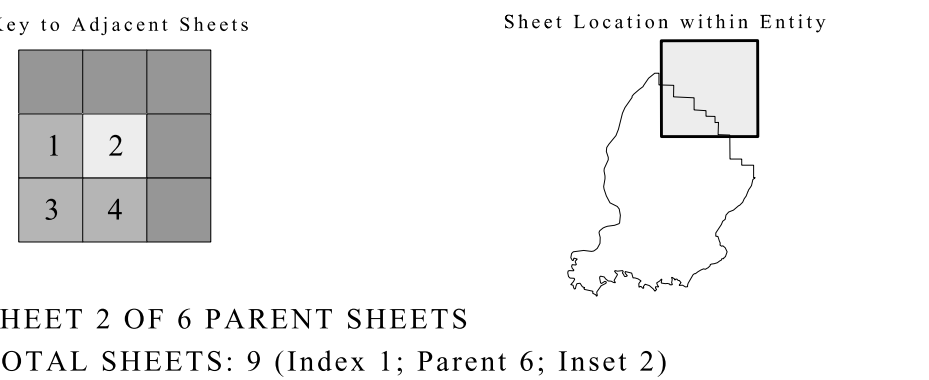 Key to Adjacent Sheets
Sheet Location within Entity
1 2
3 4
HEET 2 OF 6 PARENT SHEETS
OTAL SHEETS: 9 (Index 1; Parent 6; Inset 2)